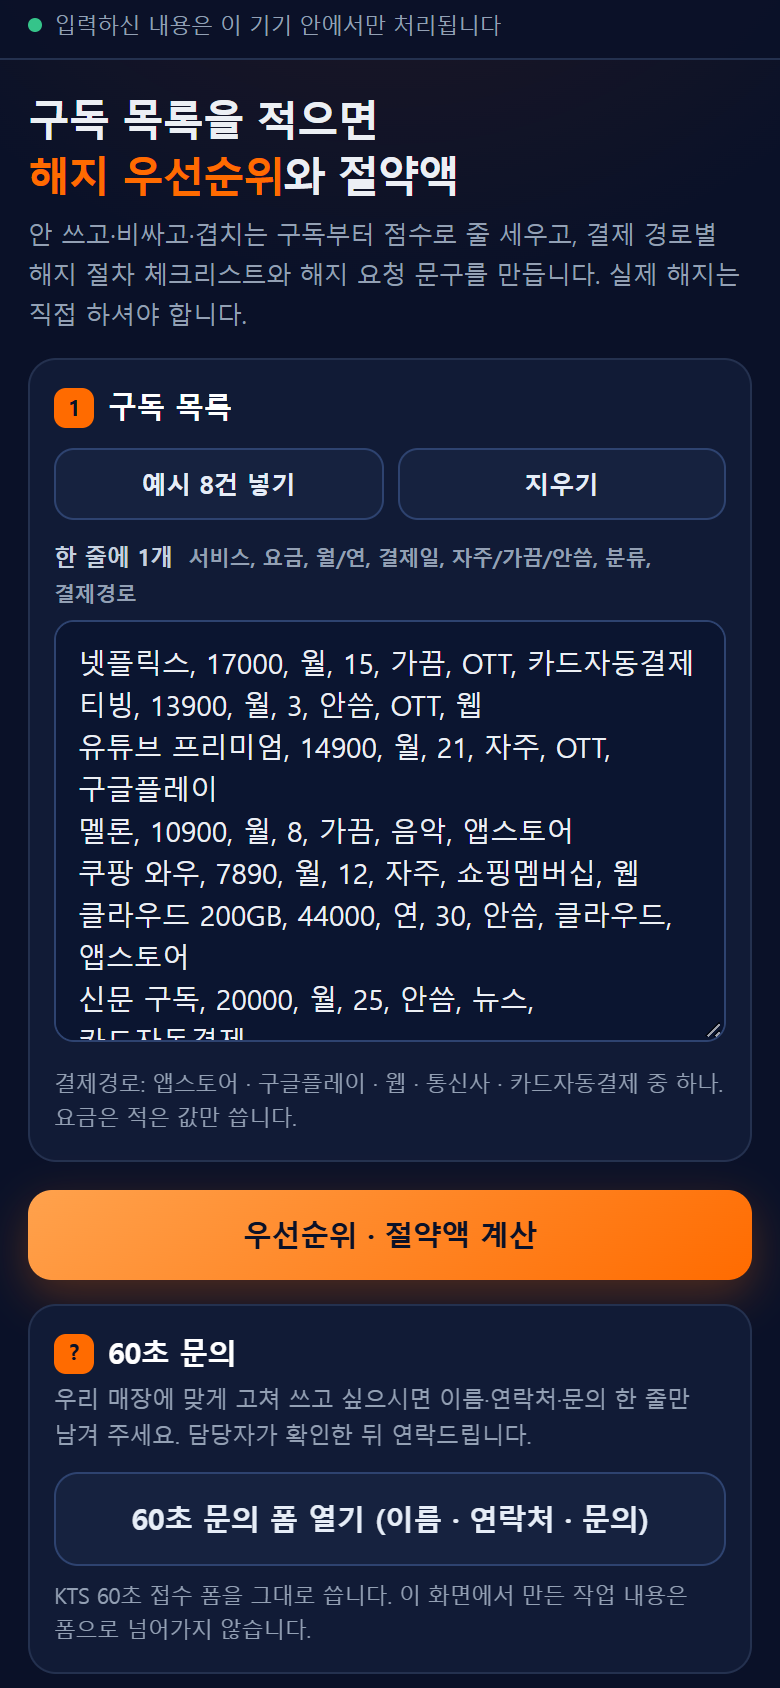 입력하신 내용은 이 기기 안에서만 처리됩니다
구독 목록을 적으면
해지 우선순위와 절약액
안 쓰고·비싸고·겹치는 구독부터 점수로 줄 세우고, 결제 경로별
해지 절차 체크리스트와 해지 요청 문구를 만듭니다. 실제 해지는
직접 하셔야 합니다.
1 구독 목록
예시 8건 넣기
지우기
한 줄에 1개 서비스, 요금, 월/연, 결제일, 자주/가끔/안씀, 분류,
결제경로
넷플릭스, 17000, 월, 15, 가끔, OTT, 카드자동결제
티빙, 13900, 월, 3, 안씀, OTT, 웹
유튜브 프리미엄, 14900, 월, 21, 자주, OTT,
구글플레이
멜론, 10900, 월, 8, 가끔, 음악, 앱스토어
쿠팡 와우, 7890, 월, 12, 자주, 쇼핑멤버십, 웹
클라우드 200GB, 44000, 연, 30, 안씀, 클라우드,
앱스토어
신문 구독, 20000, 월, 25, 안씀, 뉴스,
카드자동결제
결제경로: 앱스토어 · 구글플레이 · 웹 · 통신사 · 카드자동결제 중 하나.
요금은 적은 값만 씁니다.
우선순위 · 절약액 계산
? 60초 문의
우리 매장에 맞게 고쳐 쓰고 싶으시면 이름·연락처·문의 한 줄만
남겨 주세요. 담당자가 확인한 뒤 연락드립니다.
60초 문의 폼 열기 (이름 · 연락처 · 문의)
KTS 60초 접수 폼을 그대로 씁니다. 이 화면에서 만든 작업 내용은
폼으로 넘어가지 않습니다.